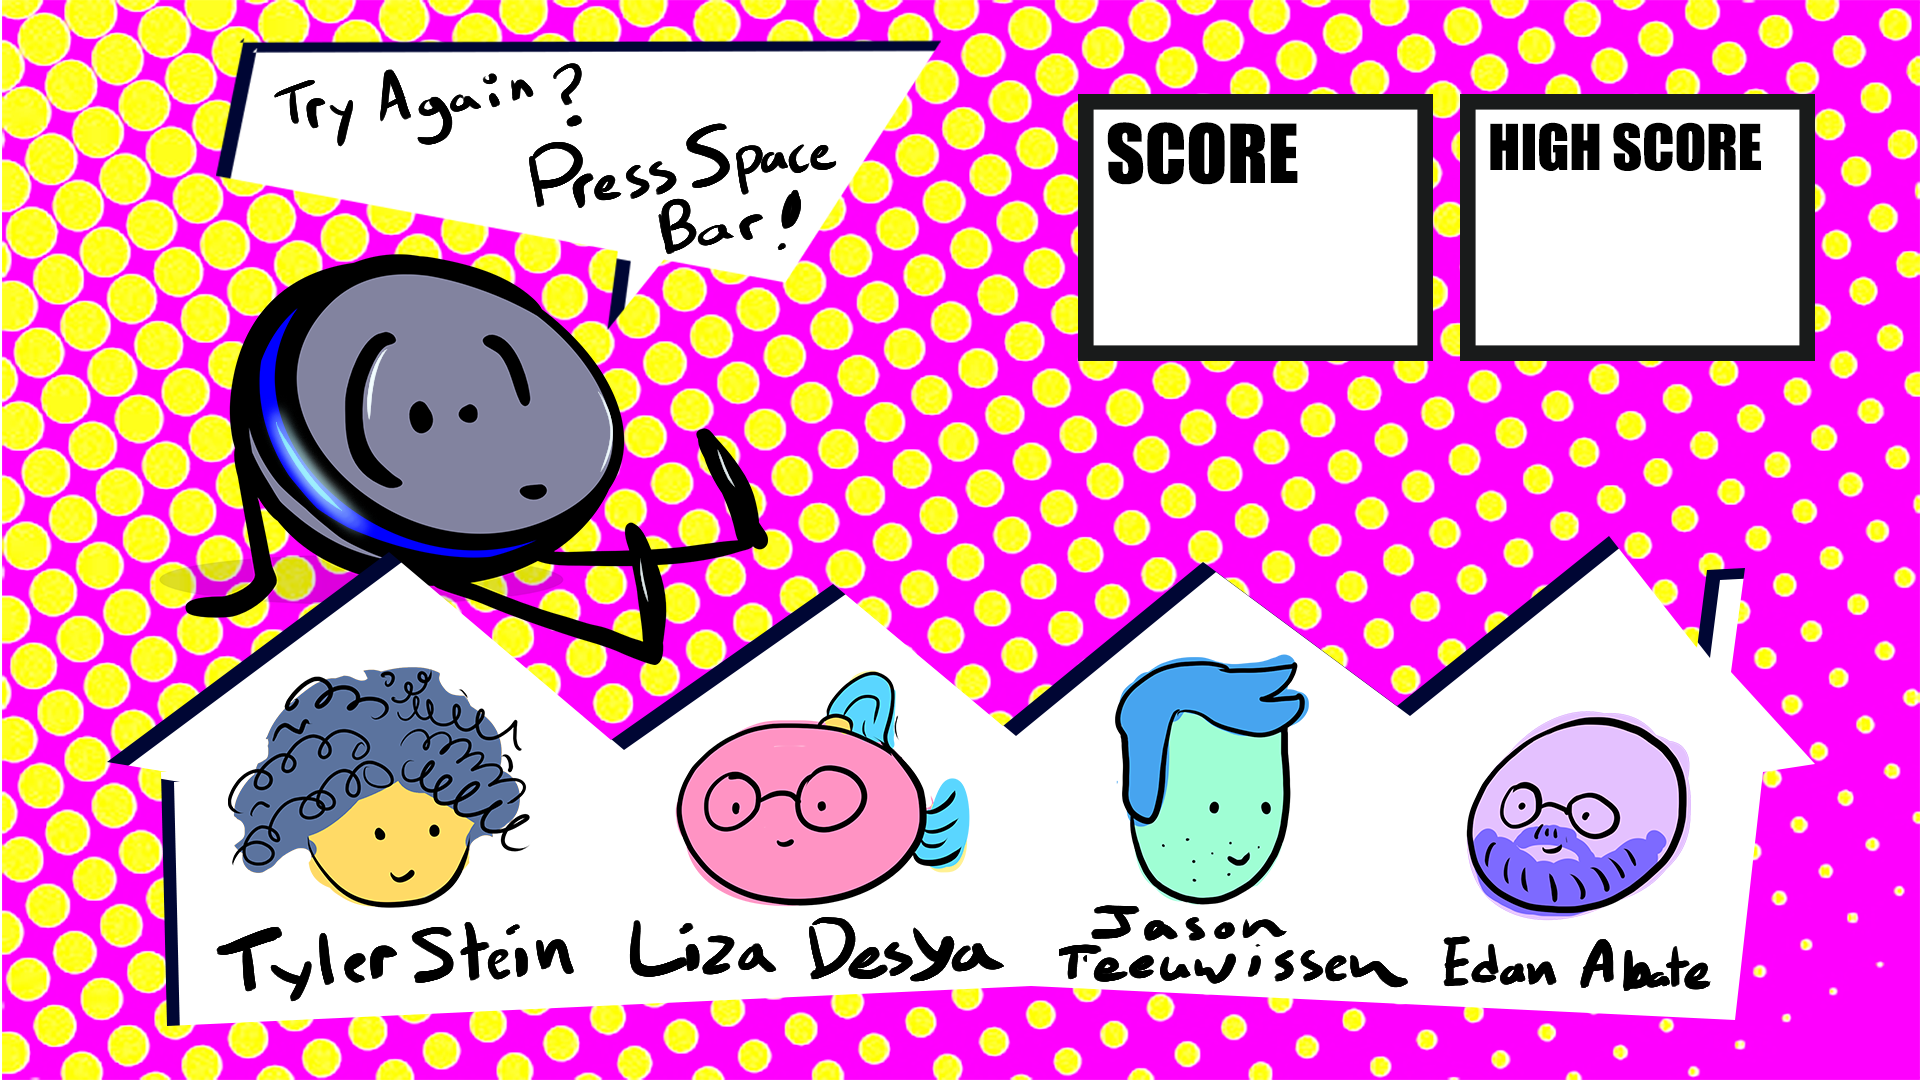 Try Again?
Press Space
Bar!
SCORE
HIGH SCORE
Tyler Stein
Liza Desya
Jason
Teeuwissen
Edan Abate